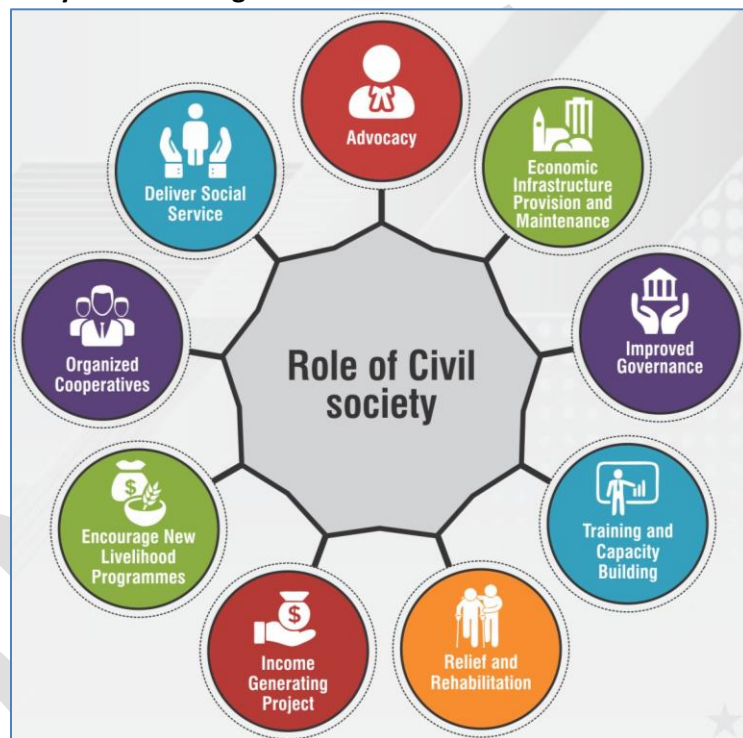 Role of Civil
society
Advocacy
Economic
Infrastructure
Provision and
Maintenance
Improved
Governance
Training and
Capacity
Building
Relief and
Rehabilitation
Income
Generating
Project
Encourage New
Livelihood
Programmes
Organized
Cooperatives
Deliver Social
Service
$
$